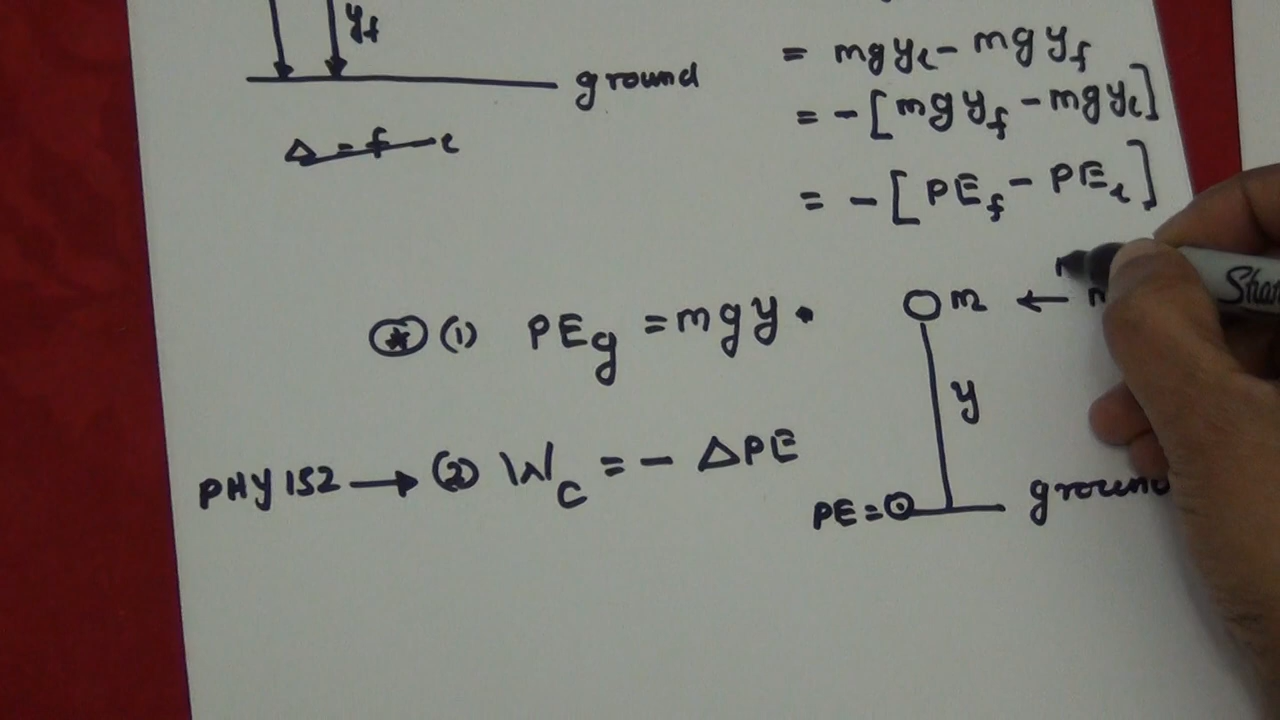 y_f
ground
Δ = f - i
= mgy_i - mgy_f
= -[mgy_f - mgy_i]
= -[PE_f - PE_i]
(*) (1) PE_g = mgy.
m ←
y
PHY 152 → (2) W_c = - ΔPE
PE = 0
ground